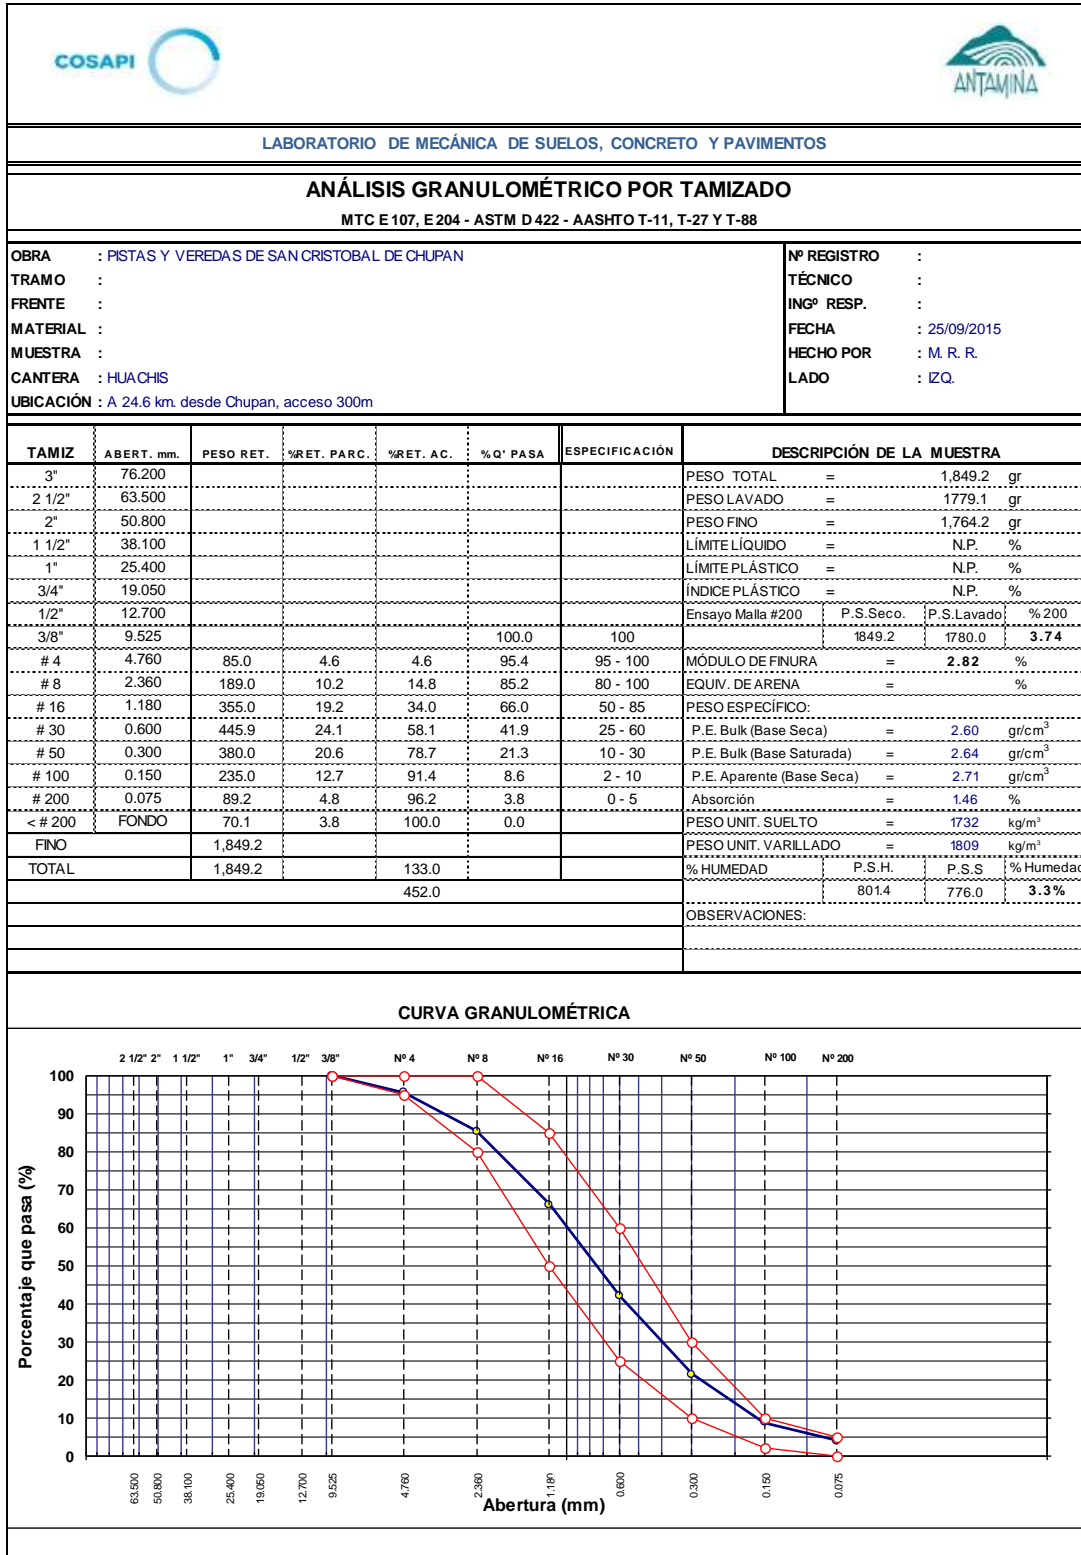 COSAPI
ANTAMINA
LABORATORIO DE MECÁNICA DE SUELOS, CONCRETO Y PAVIMENTOS
ANÁLISIS GRANULOMÉTRICO POR TAMIZADO
MTC E 107, E 204 - ASTM D 422 - AASHTO T-11, T-27 Y T-88
OBRA : PISTAS Y VEREDAS DE SAN CRISTOBAL DE CHUPAN Nº REGISTRO :
TRAMO : TÉCNICO :
FRENTE : INGº RESP. :
MATERIAL : FECHA : 25/09/2015
MUESTRA : HECHO POR : M. R. R.
CANTERA : HUACHIS LADO : IZQ.
UBICACIÓN : A 24.6 km. desde Chupan, acceso 300m
TAMIZ ABERT. mm. PESO RET. %RET. PARC. %RET. AC. %Q' PASA ESPECIFICACIÓN DESCRIPCIÓN DE LA MUESTRA
3" 76.200 PESO TOTAL = 1,849.2 gr
2 1/2" 63.500 PESO LAVADO = 1779.1 gr
2" 50.800 PESO FINO = 1,764.2 gr
1 1/2" 38.100 LÍMITE LÍQUIDO = N.P. %
1" 25.400 LÍMITE PLÁSTICO = N.P. %
3/4" 19.050 ÍNDICE PLÁSTICO = N.P. %
1/2" 12.700 Ensayo Malla #200 P.S.Seco. P.S.Lavado % 200
3/8" 9.525 100.0 100 1849.2 1780.0 3.74
# 4 4.760 85.0 4.6 4.6 95.4 95 - 100 MÓDULO DE FINURA = 2.82 %
# 8 2.360 189.0 10.2 14.8 85.2 80 - 100 EQUIV. DE ARENA = %
# 16 1.180 355.0 19.2 34.0 66.0 50 - 85 PESO ESPECÍFICO:
# 30 0.600 445.9 24.1 58.1 41.9 25 - 60 P.E. Bulk (Base Seca) = 2.60 gr/cm³
# 50 0.300 380.0 20.6 78.7 21.3 10 - 30 P.E. Bulk (Base Saturada) = 2.64 gr/cm³
# 100 0.150 235.0 12.7 91.4 8.6 2 - 10 P.E. Aparente (Base Seca) = 2.71 gr/cm³
# 200 0.075 89.2 4.8 96.2 3.8 0 - 5 Absorción = 1.46 %
< # 200 FONDO 70.1 3.8 100.0 0.0 PESO UNIT. SUELTO = 1732 kg/m³
FINO 1,849.2 PESO UNIT. VARILLADO = 1809 kg/m³
TOTAL 1,849.2 133.0 % HUMEDAD P.S.H. P.S.S % Humedad
452.0 801.4 776.0 3.3%
OBSERVACIONES:
CURVA GRANULOMÉTRICA
2 1/2" 2" 1 1/2" 1" 3/4" 1/2" 3/8" Nº 4 Nº 8 Nº 16 Nº 30 Nº 50 Nº 100 Nº 200
100
90
80
70
60
50
40
30
20
10
0
Porcentaje que pasa (%)
63.500 50.800 38.100 25.400 19.050 12.700 9.525 4.760 2.360 1.180 0.600 0.300 0.150 0.075
Abertura (mm)